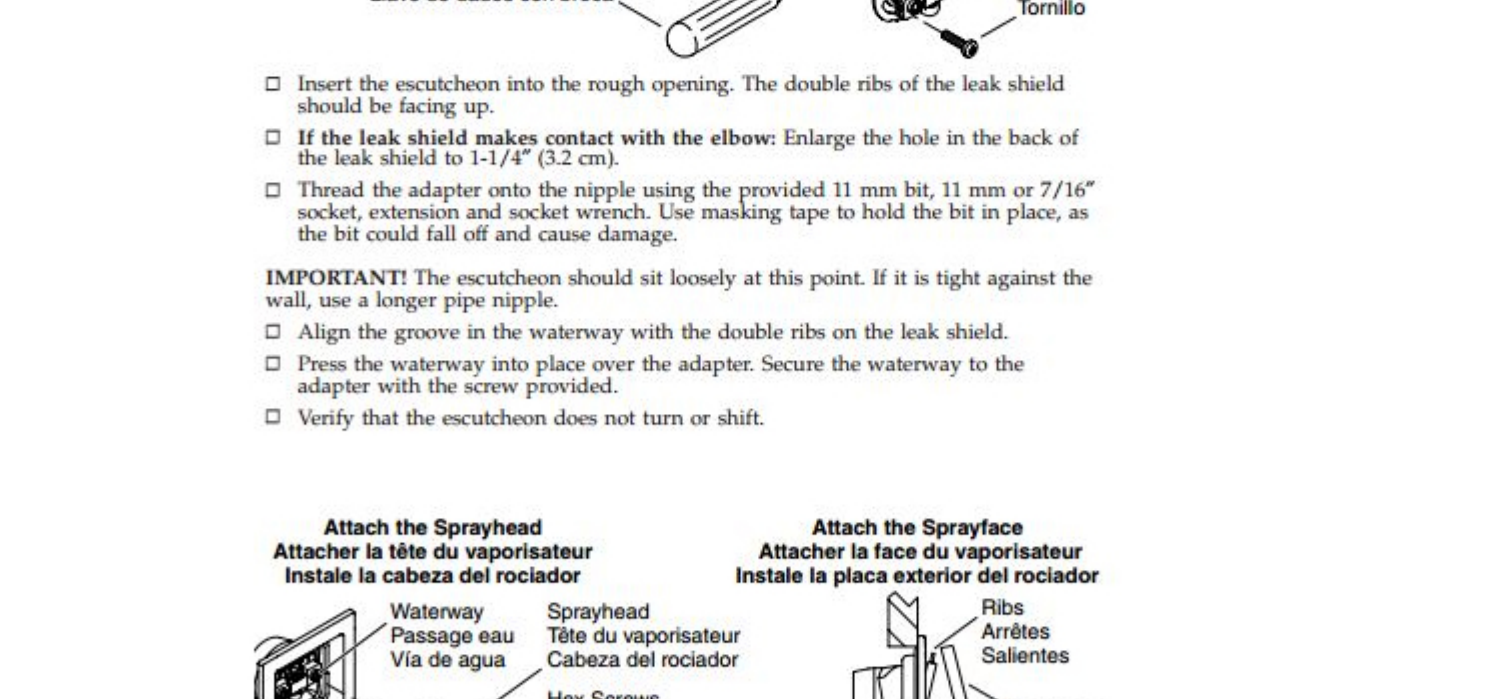 Tornillo
☐ Insert the escutcheon into the rough opening. The double ribs of the leak shield
should be facing up.
☐ If the leak shield makes contact with the elbow: Enlarge the hole in the back of
the leak shield to 1-1/4″ (3.2 cm).
☐ Thread the adapter onto the nipple using the provided 11 mm bit, 11 mm or 7/16″
socket, extension and socket wrench. Use masking tape to hold the bit in place, as
the bit could fall off and cause damage.
IMPORTANT! The escutcheon should sit loosely at this point. If it is tight against the
wall, use a longer pipe nipple.
☐ Align the groove in the waterway with the double ribs on the leak shield.
☐ Press the waterway into place over the adapter. Secure the waterway to the
adapter with the screw provided.
☐ Verify that the escutcheon does not turn or shift.
Attach the Sprayhead
Attacher la tête du vaporisateur
Instale la cabeza del rociador
Waterway
Passage eau
Vía de agua
Sprayhead
Tête du vaporisateur
Cabeza del rociador
Hex Screws
Attach the Sprayface
Attacher la face du vaporisateur
Instale la placa exterior del rociador
Ribs
Arrêtes
Salientes